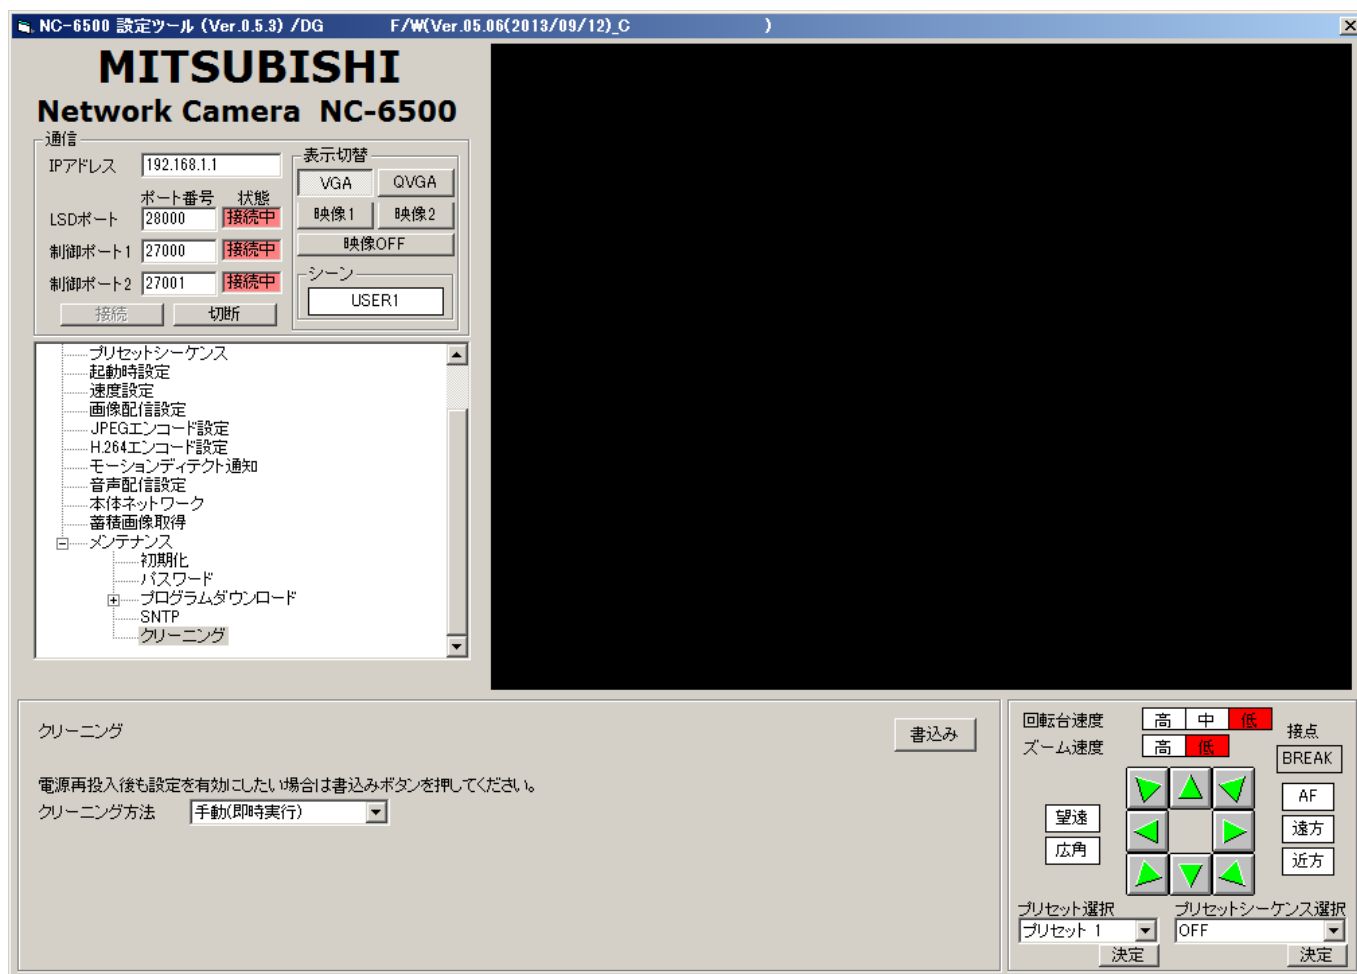 NC-6500 設定ツール (Ver.0.5.3) /DG F/W(Ver.05.06(2013/09/12)_C )
MITSUBISHI
Network Camera NC-6500
通信
IPアドレス 192.168.1.1
ポート番号 状態
LSDポート 28000 接続中
制御ポート1 27000 接続中
制御ポート2 27001 接続中
接続 切断
表示切替
VGA QVGA
映像1 映像2
映像OFF
シーン
USER1
プリセットシーケンス
起動時設定
速度設定
画像配信設定
JPEGエンコード設定
H.264エンコード設定
モーションディテクト通知
音声配信設定
本体ネットワーク
蓄積画像取得
メンテナンス
初期化
パスワード
プログラムダウンロード
SNTP
クリーニング
クリーニング 書込み
電源再投入後も設定を有効にしたい場合は書込みボタンを押してください。
クリーニング方法 手動(即時実行)
回転台速度 高 中 低
ズーム速度 高 低
接点
BREAK
望遠
広角
AF
遠方
近方
プリセット選択 プリセットシーケンス選択
プリセット 1 OFF
決定 決定